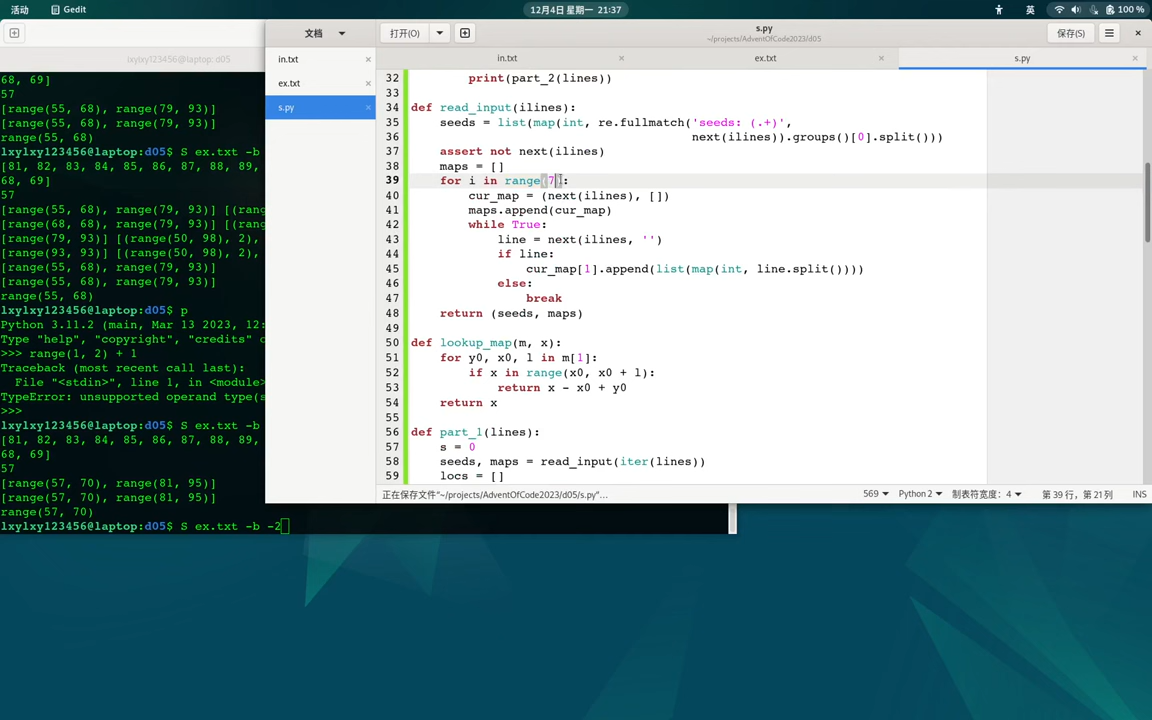 活动 Gedit 12月4日 星期一 21:37 英 100 %
lxylxy123456@laptop: d05
68, 69]
57
[range(55, 68), range(79, 93)]
[range(55, 68), range(79, 93)]
range(55, 68)
lxylxy123456@laptop:d05$ S ex.txt -b
[81, 82, 83, 84, 85, 86, 87, 88, 89,
68, 69]
57
[range(55, 68), range(79, 93)] [(ran
[range(68, 68), range(79, 93)] [(ran
[range(79, 93)] [(range(50, 98), 2),
[range(93, 93)] [(range(50, 98), 2),
[range(55, 68), range(79, 93)]
[range(55, 68), range(79, 93)]
range(55, 68)
lxylxy123456@laptop:d05$ p
Python 3.11.2 (main, Mar 13 2023, 12:
Type "help", "copyright", "credits" o
>>> range(1, 2) + 1
Traceback (most recent call last):
File "<stdin>", line 1, in <module>
TypeError: unsupported operand type(s
>>>
lxylxy123456@laptop:d05$ S ex.txt -b
[81, 82, 83, 84, 85, 86, 87, 88, 89,
68, 69]
57
[range(57, 70), range(81, 95)]
[range(57, 70), range(81, 95)]
range(57, 70)
lxylxy123456@laptop:d05$ S ex.txt -b -2
文档 打开(O) s.py 保存(S)
~/projects/AdventOfCode2023/d05
in.txt
ex.txt
s.py
in.txt ex.txt s.py
32 print(part_2(lines))
33
34 def read_input(ilines):
35 seeds = list(map(int, re.fullmatch('seeds: (.+)',
36 next(ilines)).groups()[0].split()))
37 assert not next(ilines)
38 maps = []
39 for i in range(7):
40 cur_map = (next(ilines), [])
41 maps.append(cur_map)
42 while True:
43 line = next(ilines, '')
44 if line:
45 cur_map[1].append(list(map(int, line.split())))
46 else:
47 break
48 return (seeds, maps)
49
50 def lookup_map(m, x):
51 for y0, x0, l in m[1]:
52 if x in range(x0, x0 + l):
53 return x - x0 + y0
54 return x
55
56 def part_1(lines):
57 s = 0
58 seeds, maps = read_input(iter(lines))
59 locs = []
正在保存文件"~/projects/AdventOfCode2023/d05/s.py"… 569 Python 2 制表符宽度：4 第 39 行，第 21 列 INS